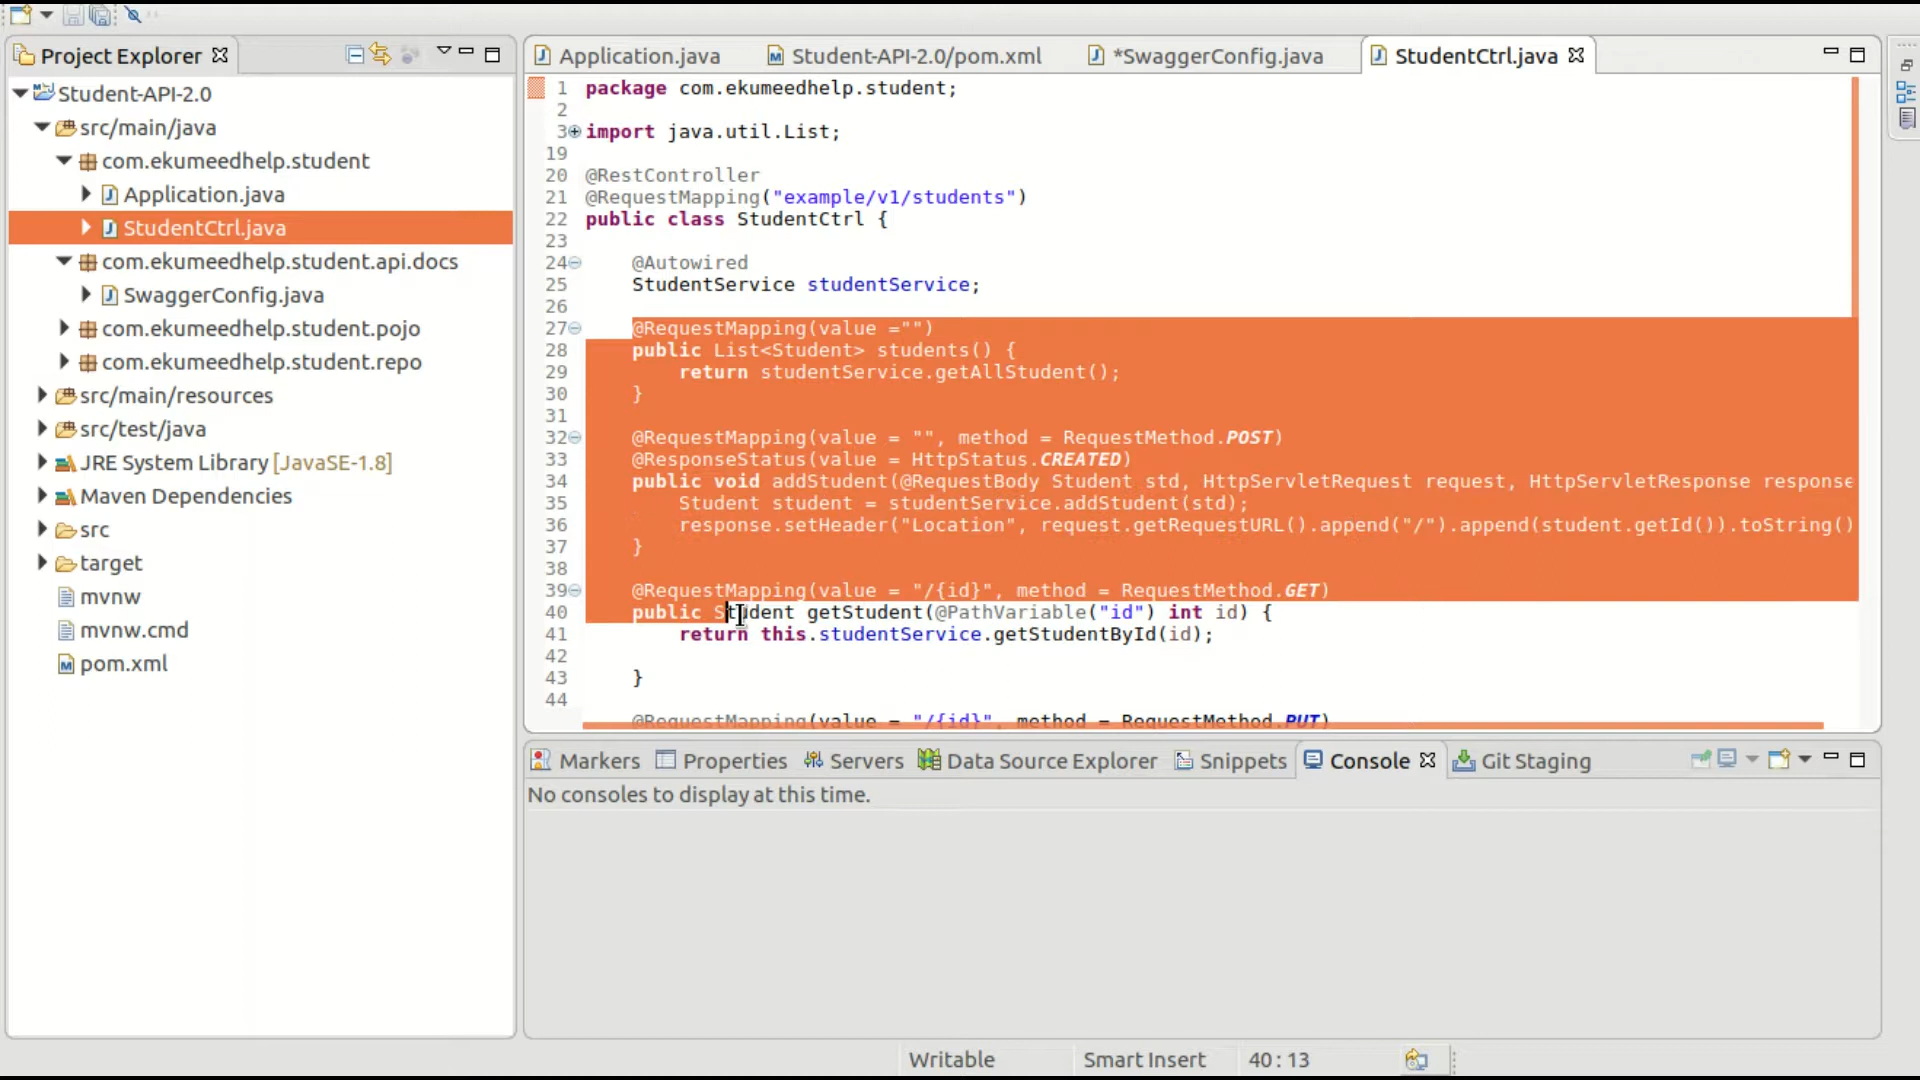 Project Explorer
Student-API-2.0
src/main/java
com.ekumeedhelp.student
Application.java
StudentCtrl.java
com.ekumeedhelp.student.api.docs
SwaggerConfig.java
com.ekumeedhelp.student.pojo
com.ekumeedhelp.student.repo
src/main/resources
src/test/java
JRE System Library [JavaSE-1.8]
Maven Dependencies
src
target
mvnw
mvnw.cmd
pom.xml
Application.java Student-API-2.0/pom.xml *SwaggerConfig.java StudentCtrl.java
1 package com.ekumeedhelp.student;
2
3 import java.util.List;
19
20 @RestController
21 @RequestMapping("example/v1/students")
22 public class StudentCtrl {
23
24 @Autowired
25 StudentService studentService;
26
27 @RequestMapping(value ="")
28 public List<Student> students() {
29 return studentService.getAllStudent();
30 }
31
32 @RequestMapping(value = "", method = RequestMethod.POST)
33 @ResponseStatus(value = HttpStatus.CREATED)
34 public void addStudent(@RequestBody Student std, HttpServletRequest request, HttpServletResponse response
35 Student student = studentService.addStudent(std);
36 response.setHeader("Location", request.getRequestURL().append("/").append(student.getId()).toString()
37 }
38
39 @RequestMapping(value = "/{id}", method = RequestMethod.GET)
40 public Student getStudent(@PathVariable("id") int id) {
41 return this.studentService.getStudentById(id);
42
43 }
44
@RequestMapping(value = "/{id}", method = RequestMethod.PUT)
Markers Properties Servers Data Source Explorer Snippets Console Git Staging
No consoles to display at this time.
Writable Smart Insert 40 : 13